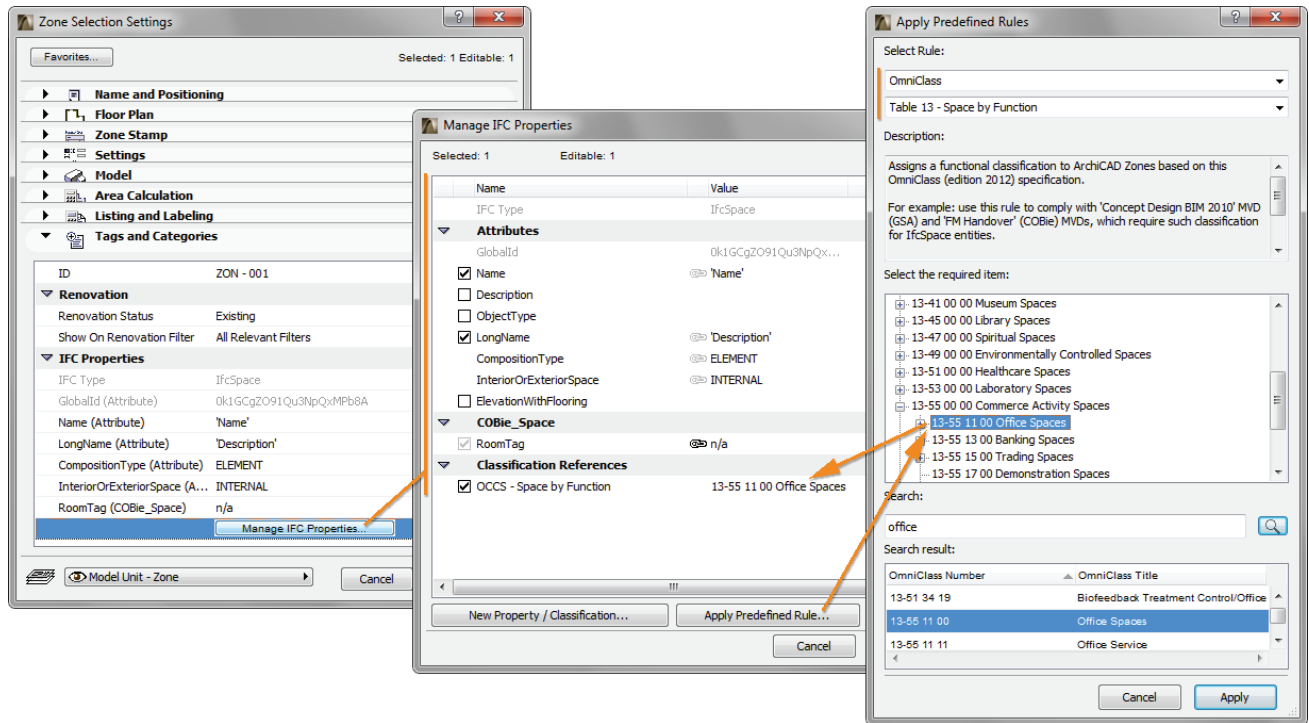 Zone Selection Settings
Favorites...
Selected: 1 Editable: 1
Name and Positioning
Floor Plan
Zone Stamp
Settings
Model
Area Calculation
Listing and Labeling
Tags and Categories
ID ZON - 001
Renovation
Renovation Status Existing
Show On Renovation Filter All Relevant Filters
IFC Properties
IFC Type IfcSpace
GlobalId (Attribute) 0k1GCgZO91Qu3NpQxMPb8A
Name (Attribute) 'Name'
LongName (Attribute) 'Description'
CompositionType (Attribute) ELEMENT
InteriorOrExteriorSpace (A... INTERNAL
RoomTag (COBie_Space) n/a
Manage IFC Properties...
Model Unit - Zone
Cancel
Manage IFC Properties
Selected: 1 Editable: 1
Name Value
IFC Type IfcSpace
Attributes
GlobalId 0k1GCgZO91Qu3NpQx...
Name 'Name'
Description
ObjectType
LongName 'Description'
CompositionType ELEMENT
InteriorOrExteriorSpace INTERNAL
ElevationWithFlooring
COBie_Space
RoomTag n/a
Classification References
OCCS - Space by Function 13-55 11 00 Office Spaces
New Property / Classification...
Apply Predefined Rule...
Cancel
Apply Predefined Rules
Select Rule:
OmniClass
Table 13 - Space by Function
Description:
Assigns a functional classification to ArchiCAD Zones based on this
OmniClass (edition 2012) specification.
For example: use this rule to comply with 'Concept Design BIM 2010' MVD
(GSA) and 'FM Handover' (COBie) MVDs, which require such classification
for IfcSpace entities.
Select the required item:
13-41 00 00 Museum Spaces
13-45 00 00 Library Spaces
13-47 00 00 Spiritual Spaces
13-49 00 00 Environmentally Controlled Spaces
13-51 00 00 Healthcare Spaces
13-53 00 00 Laboratory Spaces
13-55 00 00 Commerce Activity Spaces
13-55 11 00 Office Spaces
13-55 13 00 Banking Spaces
13-55 15 00 Trading Spaces
13-55 17 00 Demonstration Spaces
Search:
office
Search result:
OmniClass Number OmniClass Title
13-51 34 19 Biofeedback Treatment Control/Office
13-55 11 00 Office Spaces
13-55 11 11 Office Service
Cancel
Apply